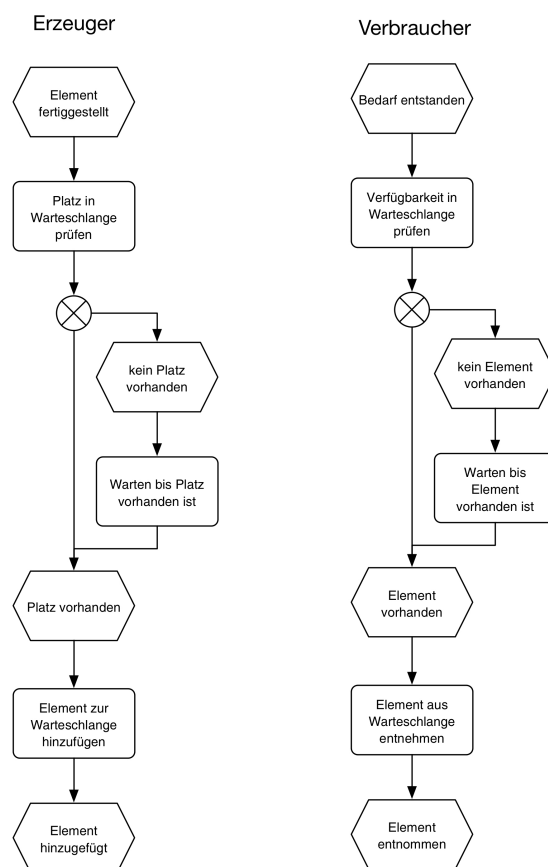 Erzeuger
Element
fertiggestellt
Platz in
Warteschlange
prüfen
kein Platz
vorhanden
Warten bis Platz
vorhanden ist
Platz vorhanden
Element zur
Warteschlange
hinzufügen
Element
hinzugefügt
Verbraucher
Bedarf entstanden
Verfügbarkeit in
Warteschlange
prüfen
kein Element
vorhanden
Warten bis
Element
vorhanden ist
Element
vorhanden
Element aus
Warteschlange
entnehmen
Element
entnommen